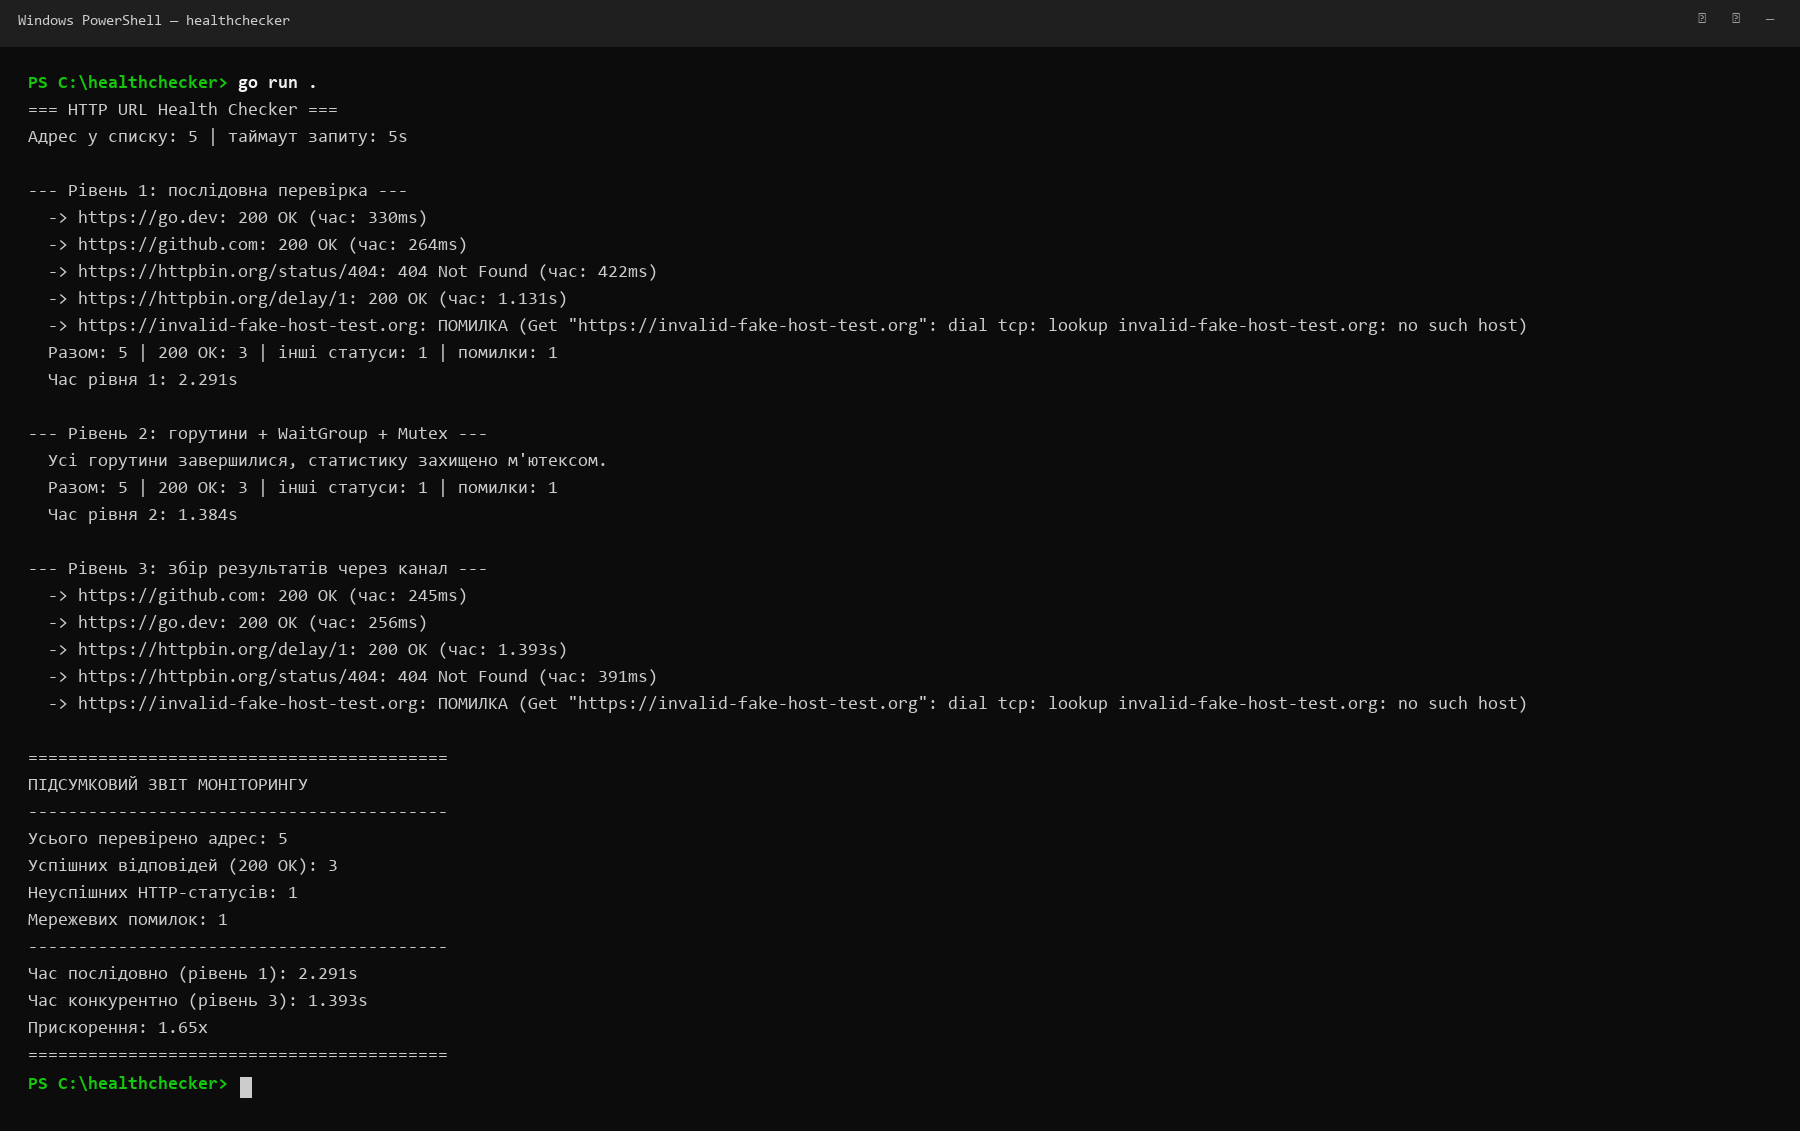 Windows PowerShell — healthchecker
PS C:\healthchecker> go run .
=== HTTP URL Health Checker ===
Адрес у списку: 5 | таймаут запиту: 5s
--- Рівень 1: послідовна перевірка ---
-> https://go.dev: 200 OK (час: 330ms)
-> https://github.com: 200 OK (час: 264ms)
-> https://httpbin.org/status/404: 404 Not Found (час: 422ms)
-> https://httpbin.org/delay/1: 200 OK (час: 1.131s)
-> https://invalid-fake-host-test.org: ПОМИЛКА (Get "https://invalid-fake-host-test.org": dial tcp: lookup invalid-fake-host-test.org: no such host)
Разом: 5 | 200 OK: 3 | інші статуси: 1 | помилки: 1
Час рівня 1: 2.291s
--- Рівень 2: горутини + WaitGroup + Mutex ---
Усі горутини завершилися, статистику захищено м'ютексом.
Разом: 5 | 200 OK: 3 | інші статуси: 1 | помилки: 1
Час рівня 2: 1.384s
--- Рівень 3: збір результатів через канал ---
-> https://github.com: 200 OK (час: 245ms)
-> https://go.dev: 200 OK (час: 256ms)
-> https://httpbin.org/delay/1: 200 OK (час: 1.393s)
-> https://httpbin.org/status/404: 404 Not Found (час: 391ms)
-> https://invalid-fake-host-test.org: ПОМИЛКА (Get "https://invalid-fake-host-test.org": dial tcp: lookup invalid-fake-host-test.org: no such host)
==========================================
ПІДСУМКОВИЙ ЗВІТ МОНІТОРИНГУ
------------------------------------------
Усього перевірено адрес: 5
Успішних відповідей (200 OK): 3
Неуспішних HTTP-статусів: 1
Мережевих помилок: 1
------------------------------------------
Час послідовно (рівень 1): 2.291s
Час конкурентно (рівень 3): 1.393s
Прискорення: 1.65x
==========================================
PS C:\healthchecker>